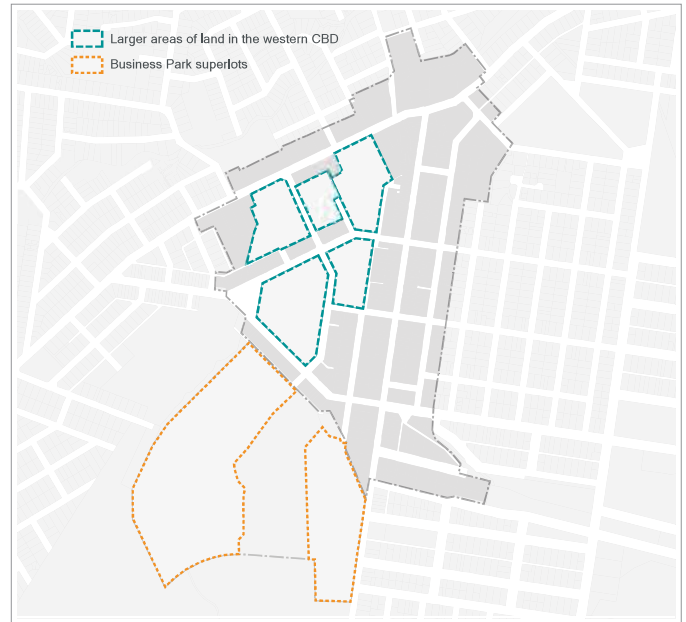 Larger areas of land in the western CBD
Business Park superlots